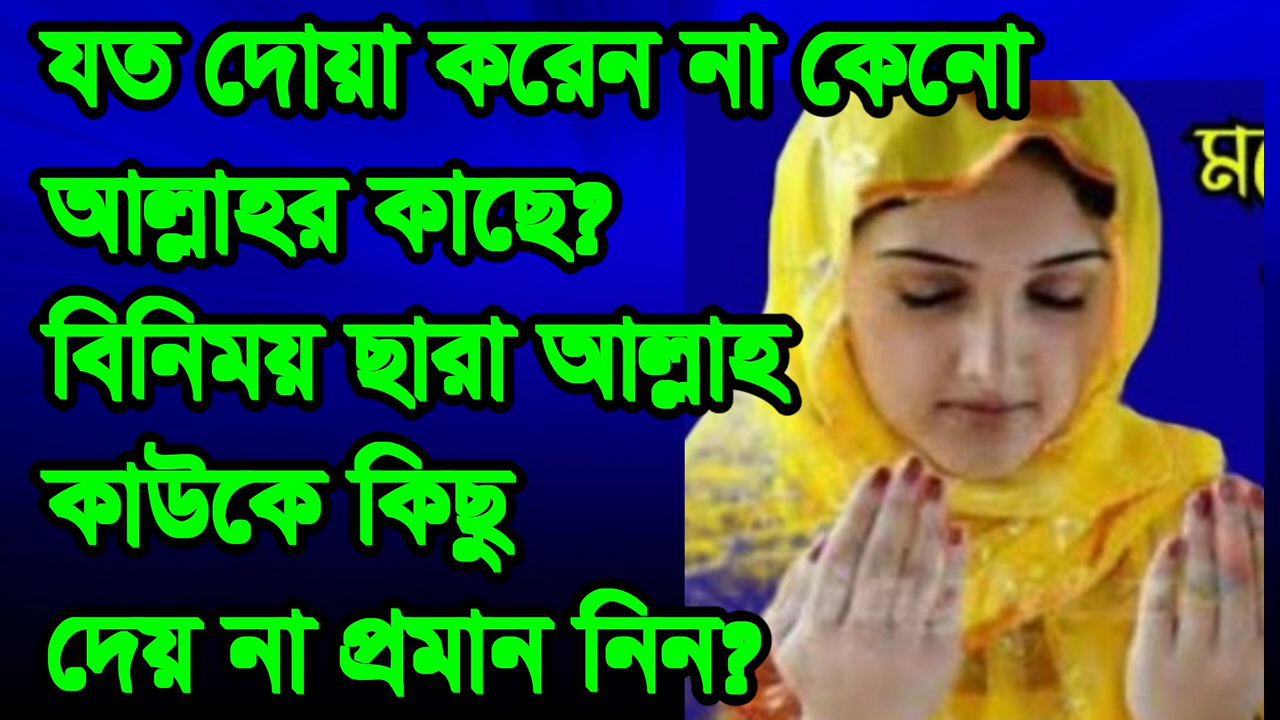 যত দোয়া করেন না কেনো
আল্লাহর কাছে?
বিনিময় ছারা আল্লাহ
কাউকে কিছু
দেয় না প্রমান নিন?